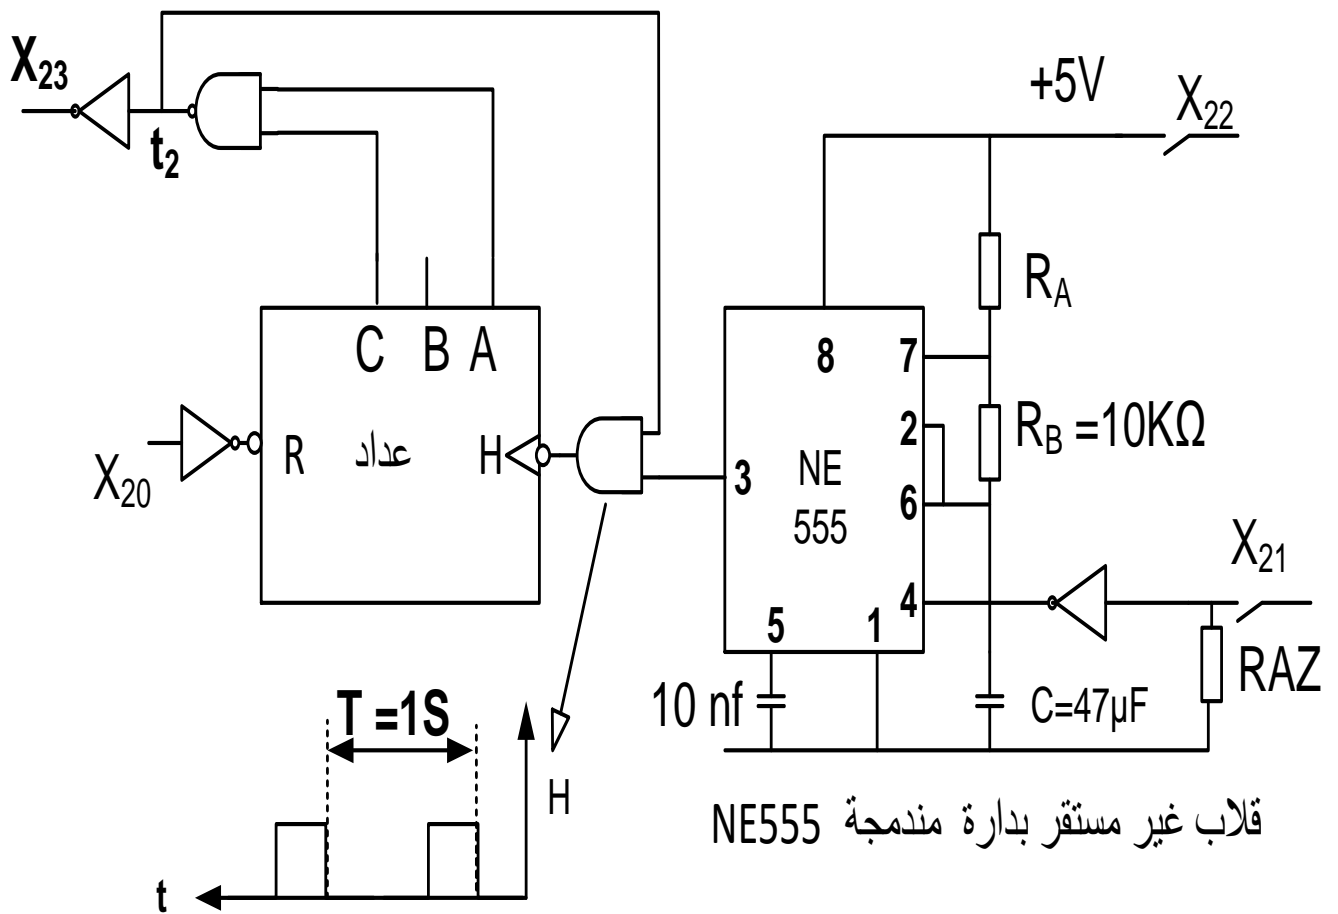 X23
t2
+5V
X22
RA
RB =10KΩ
C B A
R عداد H
X20
8
7
2
6
3
4
5
1
NE
555
X21
RAZ
10 nf
C=47µF
T =1S
H
t
قلاب غير مستقر بدارة مندمجة NE555